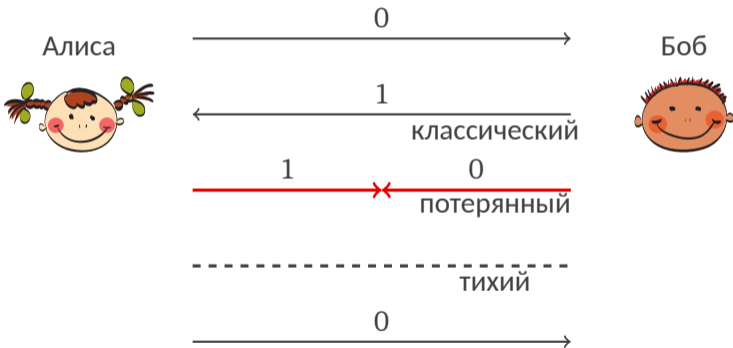 0
Алиса
Боб
1
классический
1 0
потерянный
тихий
0